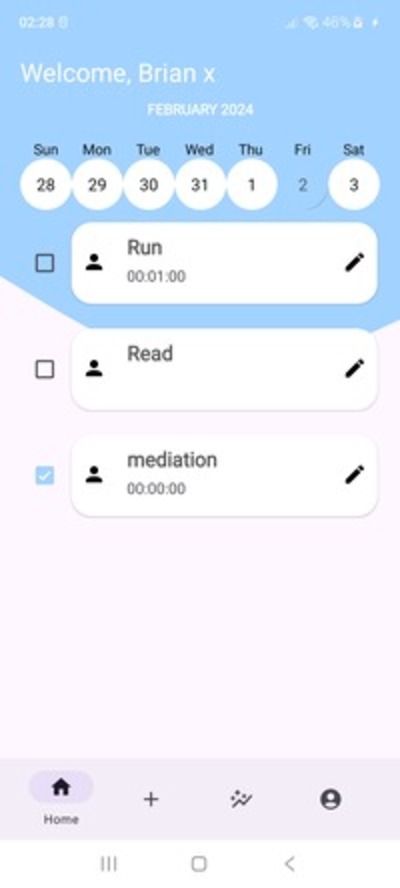 02:28
46%
Welcome, Brian x
FEBRUARY 2024
Sun Mon Tue Wed Thu Fri Sat
28 29 30 31 1 2 3
Run
00:01:00
Read
mediation
00:00:00
Home